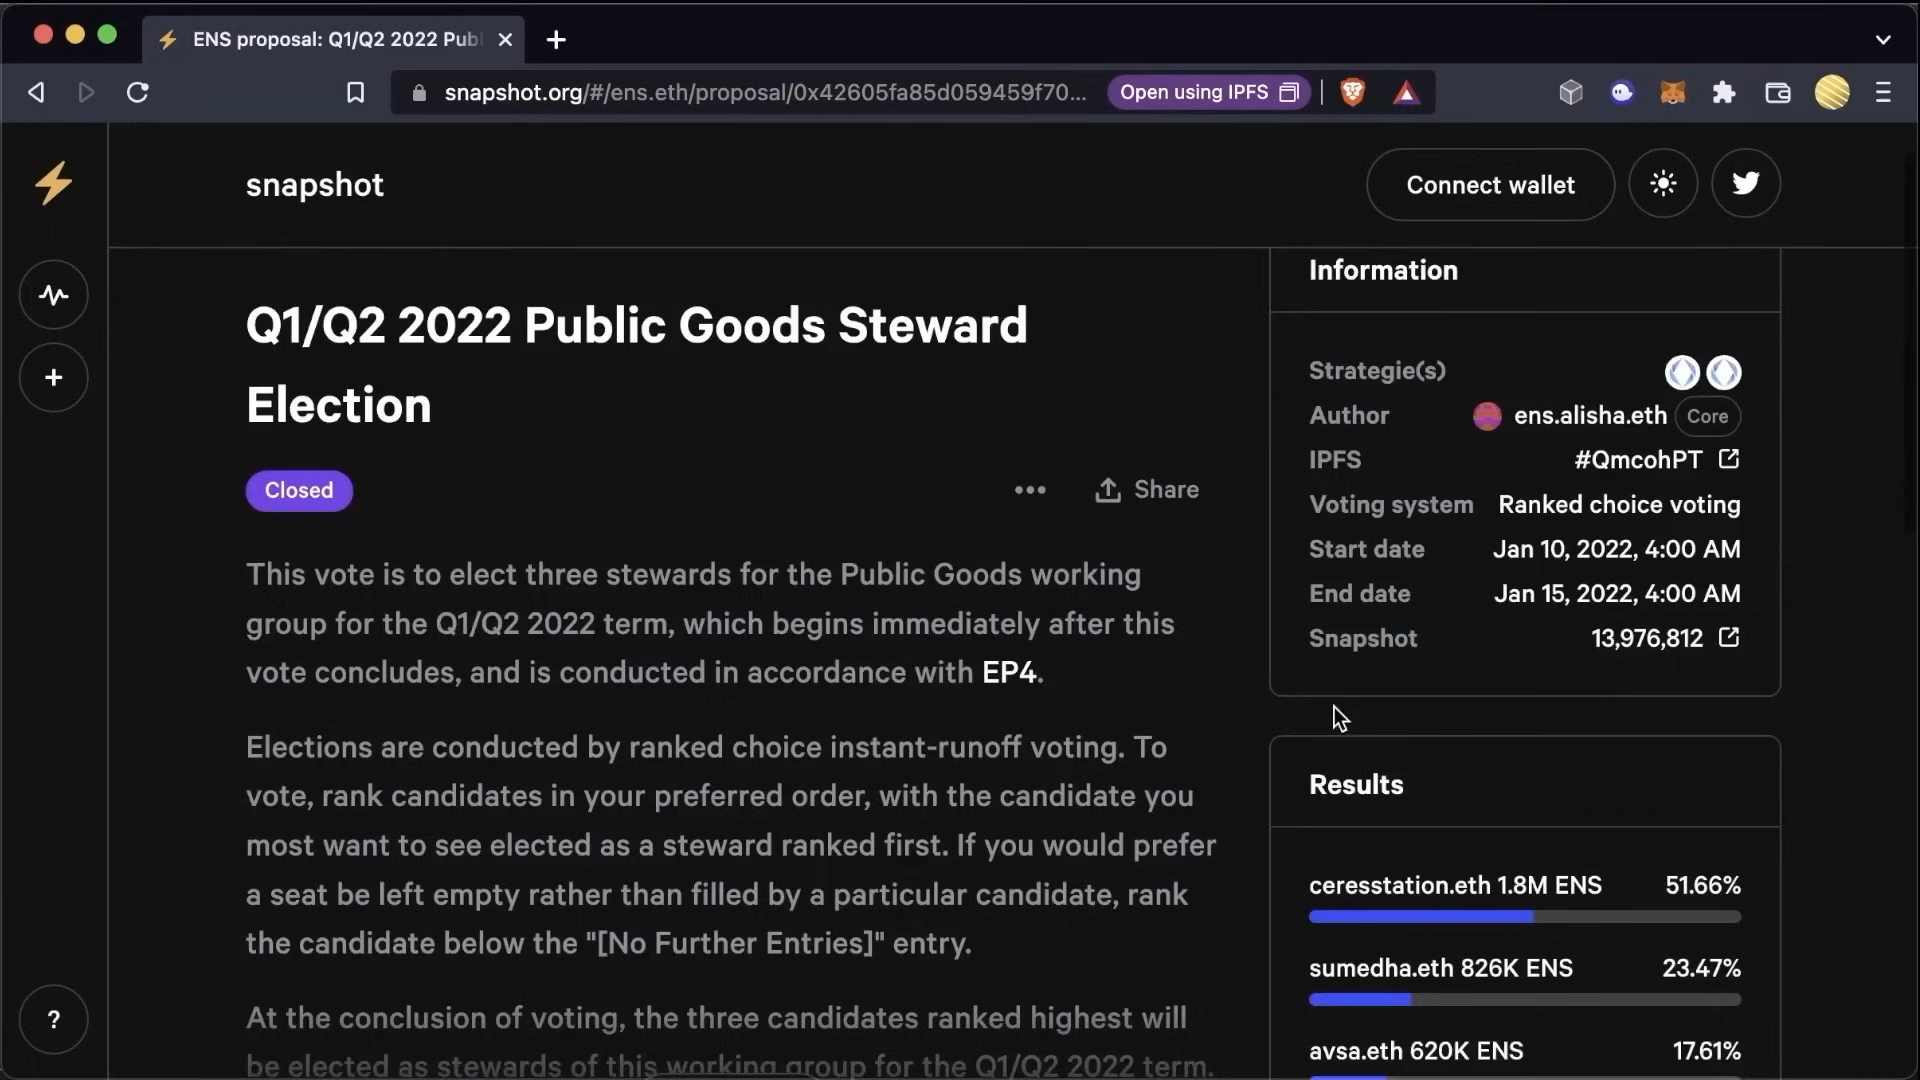 ENS proposal: Q1/Q2 2022 Pub
snapshot.org/#/ens.eth/proposal/0x42605fa85d059459f70...
Open using IPFS
snapshot
Connect wallet
Q1/Q2 2022 Public Goods Steward
Election
Closed
Share
This vote is to elect three stewards for the Public Goods working
group for the Q1/Q2 2022 term, which begins immediately after this
vote concludes, and is conducted in accordance with EP4.
Elections are conducted by ranked choice instant-runoff voting. To
vote, rank candidates in your preferred order, with the candidate you
most want to see elected as a steward ranked first. If you would prefer
a seat be left empty rather than filled by a particular candidate, rank
the candidate below the "[No Further Entries]" entry.
At the conclusion of voting, the three candidates ranked highest will
be elected as stewards of this working group for the Q1/Q2 2022 term.
Information
Strategie(s)
Author ens.alisha.eth Core
IPFS #QmcohPT
Voting system Ranked choice voting
Start date Jan 10, 2022, 4:00 AM
End date Jan 15, 2022, 4:00 AM
Snapshot 13,976,812
Results
ceresstation.eth 1.8M ENS 51.66%
sumedha.eth 826K ENS 23.47%
avsa.eth 620K ENS 17.61%
?